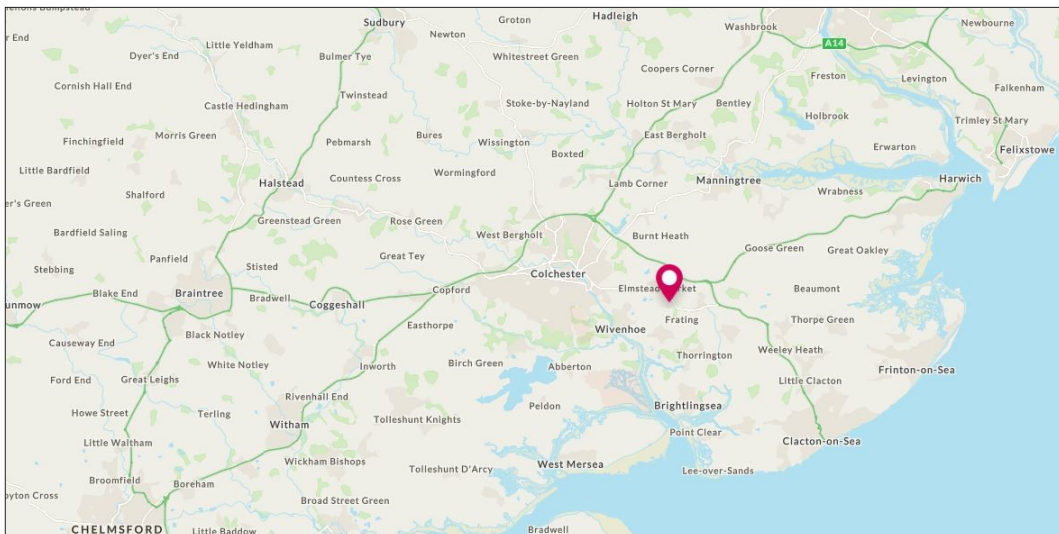 Sudbury
Groton
Hadleigh
Washbrook
Newbourne
Newton
A14
Little Yeldham
Dyer's End
Bulmer Tye
Whitestreet Green
Coopers Corner
Freston
Levington
Cornish Hall End
Twinstead
Falkenham
Castle Hedingham
Stoke-by-Nayland
Holton St Mary
Bentley
Holbrook
Trimley St Mary
Finchingfield
Morris Green
Pebmarsh
Bures
Wissington
East Bergholt
Erwarton
Felixstowe
Boxted
Little Bardfield
Countess Cross
Wormingford
Lamb Corner
Manningtree
Harwich
Shalford
Halstead
Wrabness
er's Green
Greenstead Green
Rose Green
West Bergholt
Burnt Heath
Goose Green
Great Oakley
Bardfield Saling
Panfield
Great Tey
Stebbing
Stisted
Colchester
unmow
Blake End
Braintree
Bradwell
Coggeshall
Copford
Elmstead Market
Beaumont
Frating
Thorpe Green
Black Notley
Easthorpe
Wivenhoe
Causeway End
White Notley
Thorrington
Weeley Heath
Inworth
Birch Green
Abberton
Frinton-on-Sea
Ford End
Great Leighs
Little Clacton
Rivenhall End
Howe Street
Terling
Tolleshunt Knights
Peldon
Brightlingsea
Witham
Point Clear
Clacton-on-Sea
Little Waltham
Wickham Bishops
Tolleshunt D'Arcy
West Mersea
Lee-over-Sands
Broomfield
Boreham
oyton Cross
Broad Street Green
CHELMSFORD
Little Baddow
Bradwell